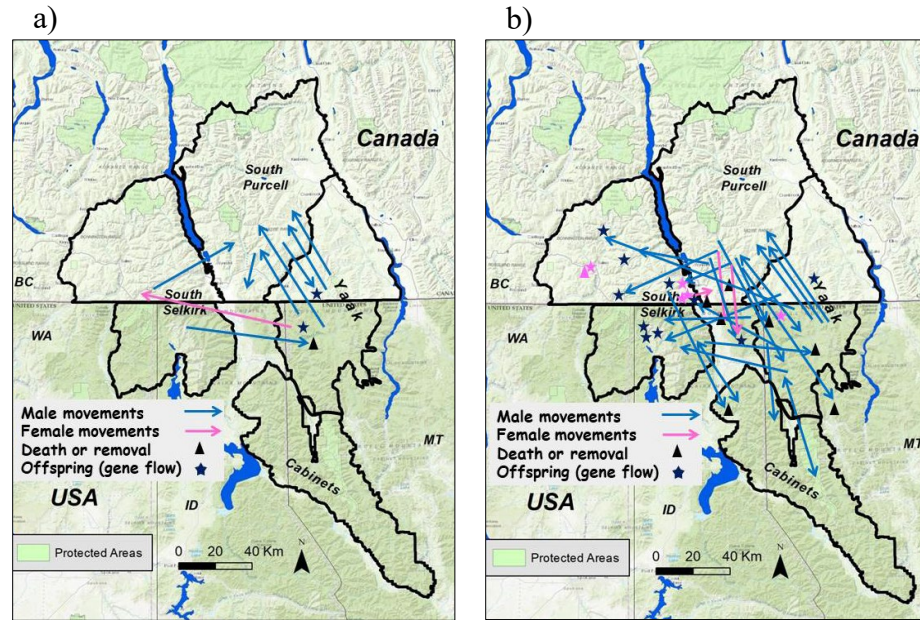 a)
Canada
South
Purcell
BC
UNITED STATES
South
Selkirk
Yaak
WA
Male movements
Female movements
Death or removal
Offspring (gene flow)
MT
Cabinets
USA
ID
Protected Areas
0 20 40 Km
N
b)
Canada
South
Purcell
BC
UNITED STATES
South
Selkirk
Yaak
WA
Male movements
Female movements
Death or removal
Offspring (gene flow)
MT
Cabinets
USA
ID
Protected Areas
0 20 40 Km
N